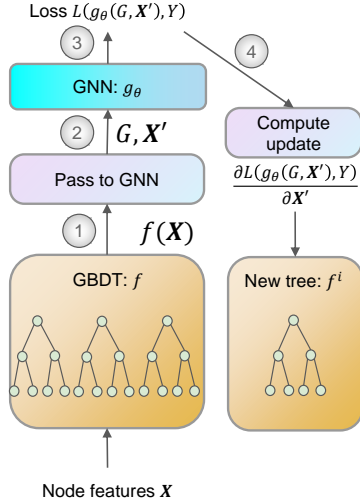 Loss L(g_θ(G, X′), Y)
3
4
GNN: g_θ
2
G, X′
Compute
update
Pass to GNN
∂L(g_θ(G, X′), Y)
∂X′
1
f(X)
GBDT: f
New tree: f^i
Node features X